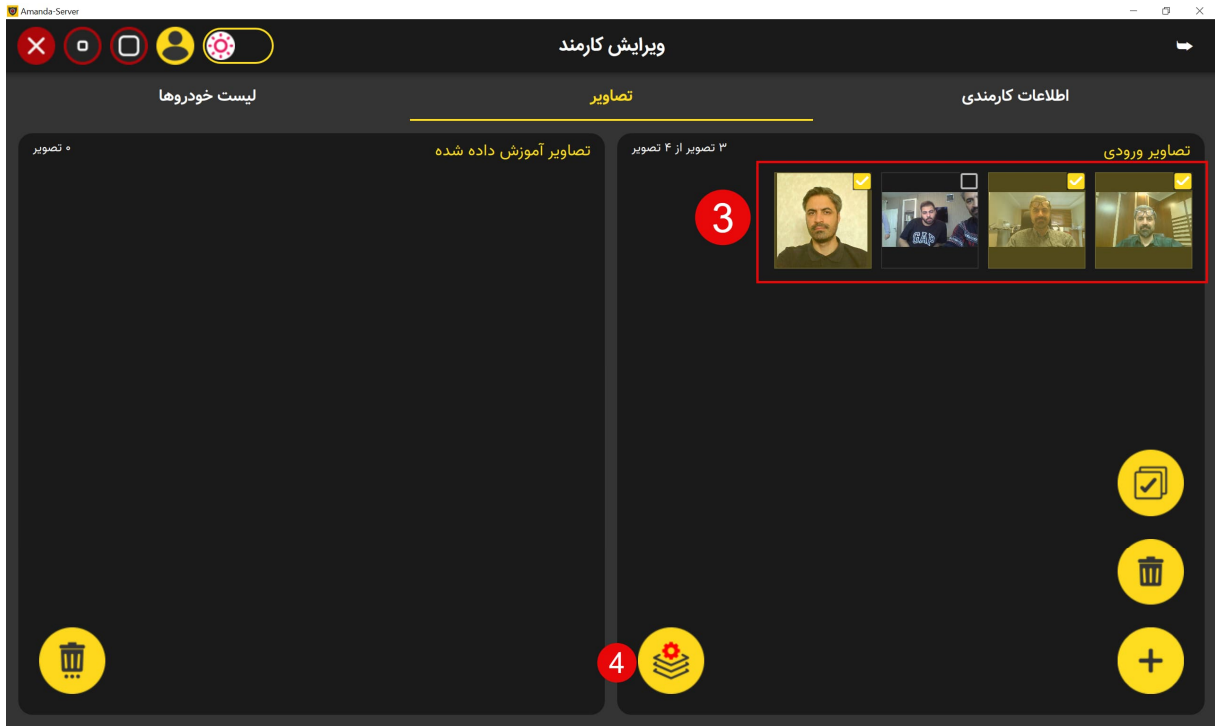 Amanda-Server
ویرایش کارمند
اطلاعات کارمندی
تصاویر
لیست خودروها
تصاویر ورودی
۳ تصویر از ۴ تصویر
تصاویر آموزش داده شده
۰ تصویر
3
GAP
4